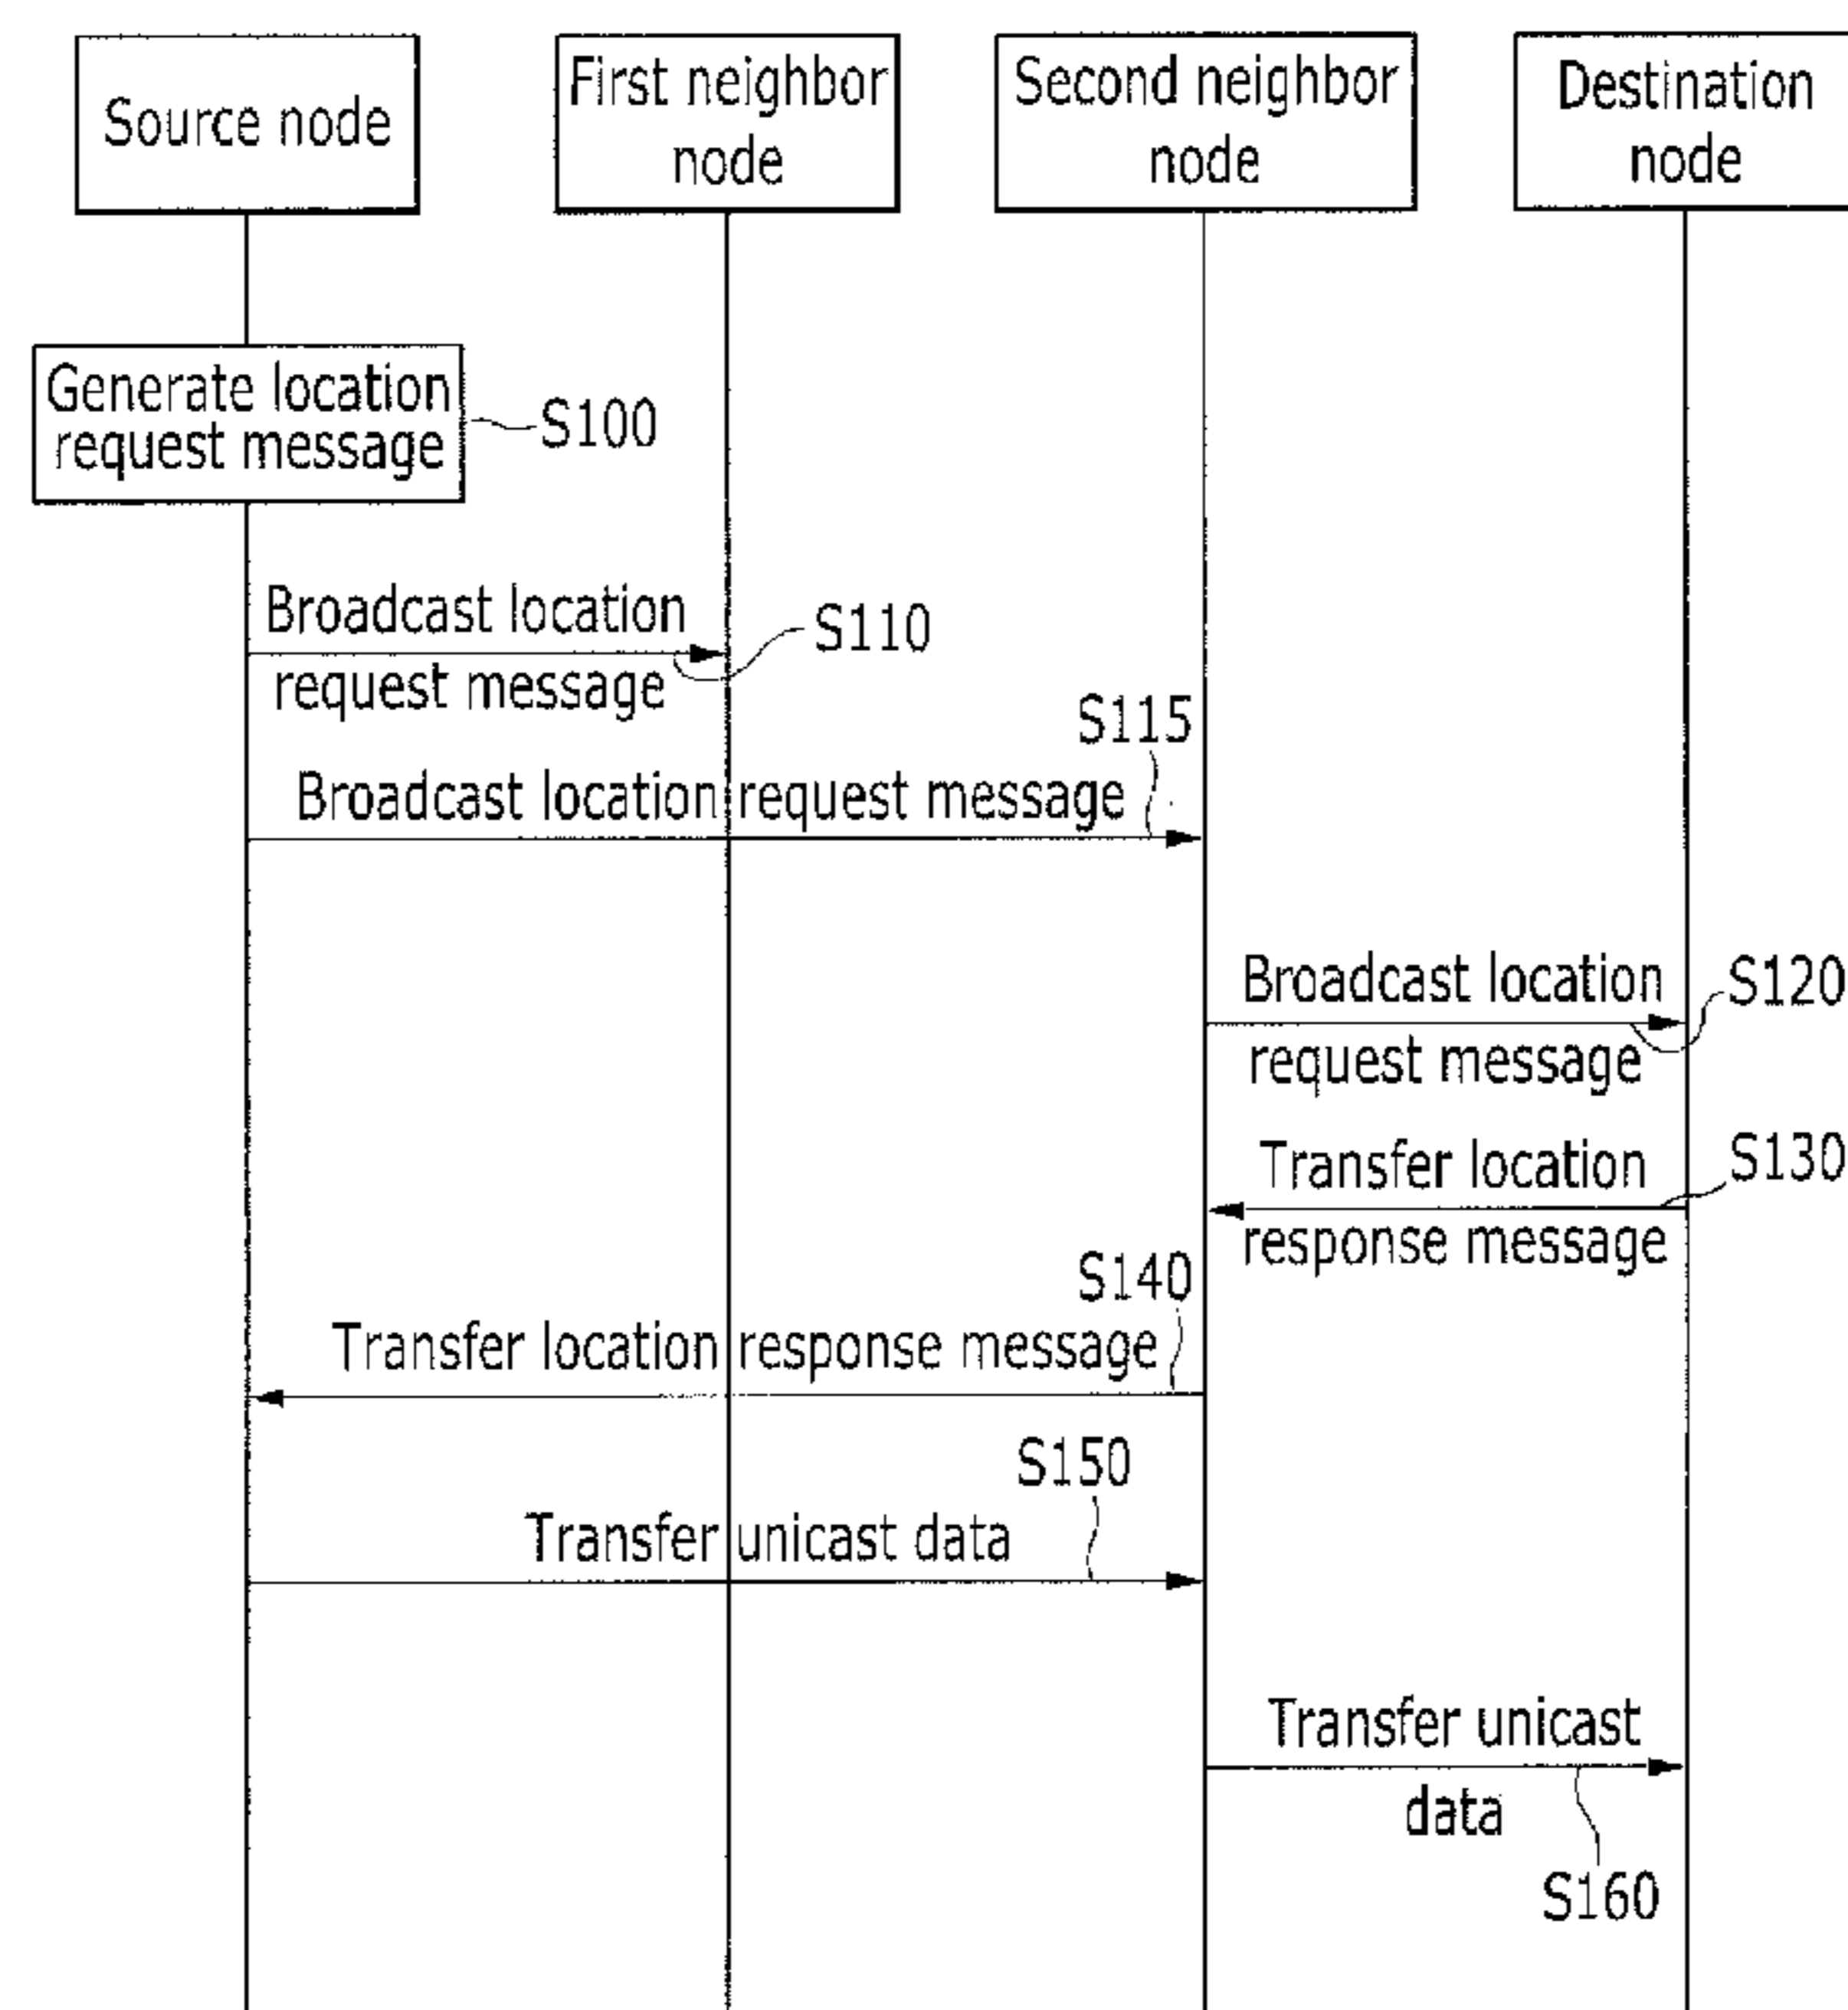 Source node
First neighbor
node
Second neighbor
node
Destination
node
Generate location
request message
S100
Broadcast location
request message
S110
S115
Broadcast location request message
Broadcast location
request message
S120
Transfer location
response message
S130
S140
Transfer location response message
S150
Transfer unicast data
Transfer unicast
data
S160